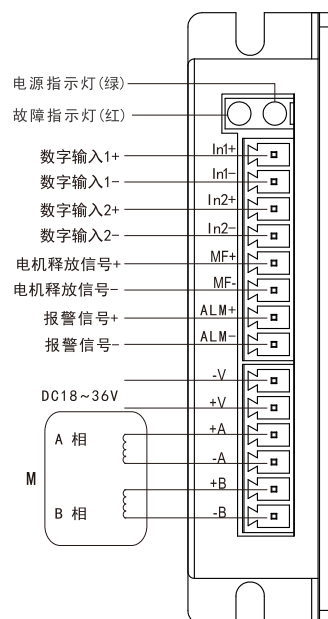 电源指示灯(绿)
故障指示灯(红)
数字输入1+ In1+
数字输入1- In1-
数字输入2+ In2+
数字输入2- In2-
电机释放信号+ MF+
电机释放信号- MF-
报警信号+ ALM+
报警信号- ALM-
-V
DC18~36V +V
A 相 +A
-A
M
+B
B 相 -B